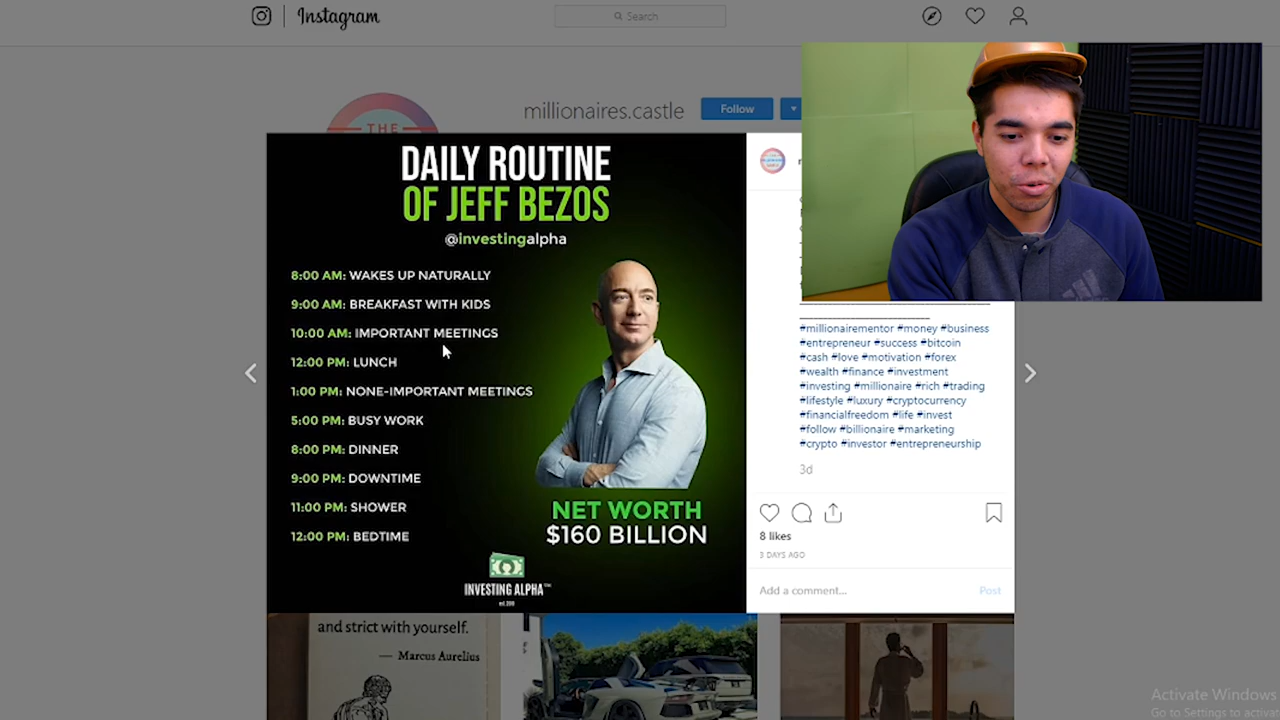 Instagram
Search
millionaires.castle
Follow
THE
DAILY ROUTINE
OF JEFF BEZOS
@investingalpha
8:00 AM: WAKES UP NATURALLY
9:00 AM: BREAKFAST WITH KIDS
10:00 AM: IMPORTANT MEETINGS
12:00 PM: LUNCH
1:00 PM: NONE-IMPORTANT MEETINGS
5:00 PM: BUSY WORK
8:00 PM: DINNER
9:00 PM: DOWNTIME
11:00 PM: SHOWER
12:00 PM: BEDTIME
NET WORTH
$160 BILLION
INVESTING ALPHA™
#millionairementor #money #business
#entrepreneur #success #bitcoin
#cash #love #motivation #forex
#wealth #finance #investment
#investing #millionaire #rich #trading
#lifestyle #luxury #cryptocurrency
#financialfreedom #life #invest
#follow #billionaire #marketing
#crypto #investor #entrepreneurship
3d
8 likes
3 DAYS AGO
Add a comment...
Post
and strict with yourself.
— Marcus Aurelius
Activate Windows
Go to Settings to activa